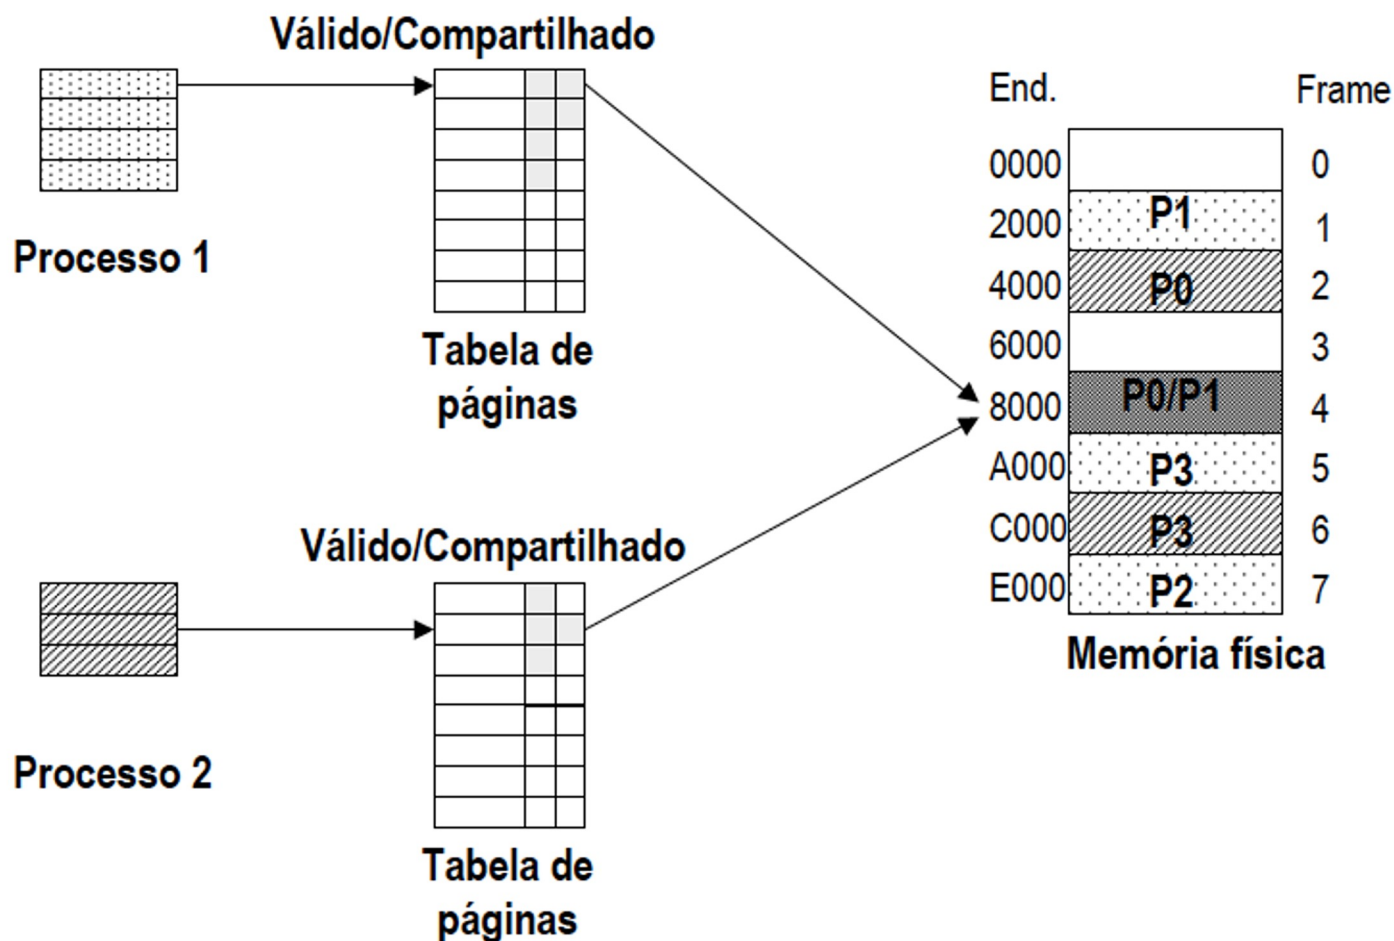 Válido/Compartilhado
Processo 1
Tabela de
páginas
End. Frame
0000 0
2000 P1 1
4000 P0 2
6000 3
8000 P0/P1 4
A000 P3 5
C000 P3 6
E000 P2 7
Memória física
Válido/Compartilhado
Processo 2
Tabela de
páginas